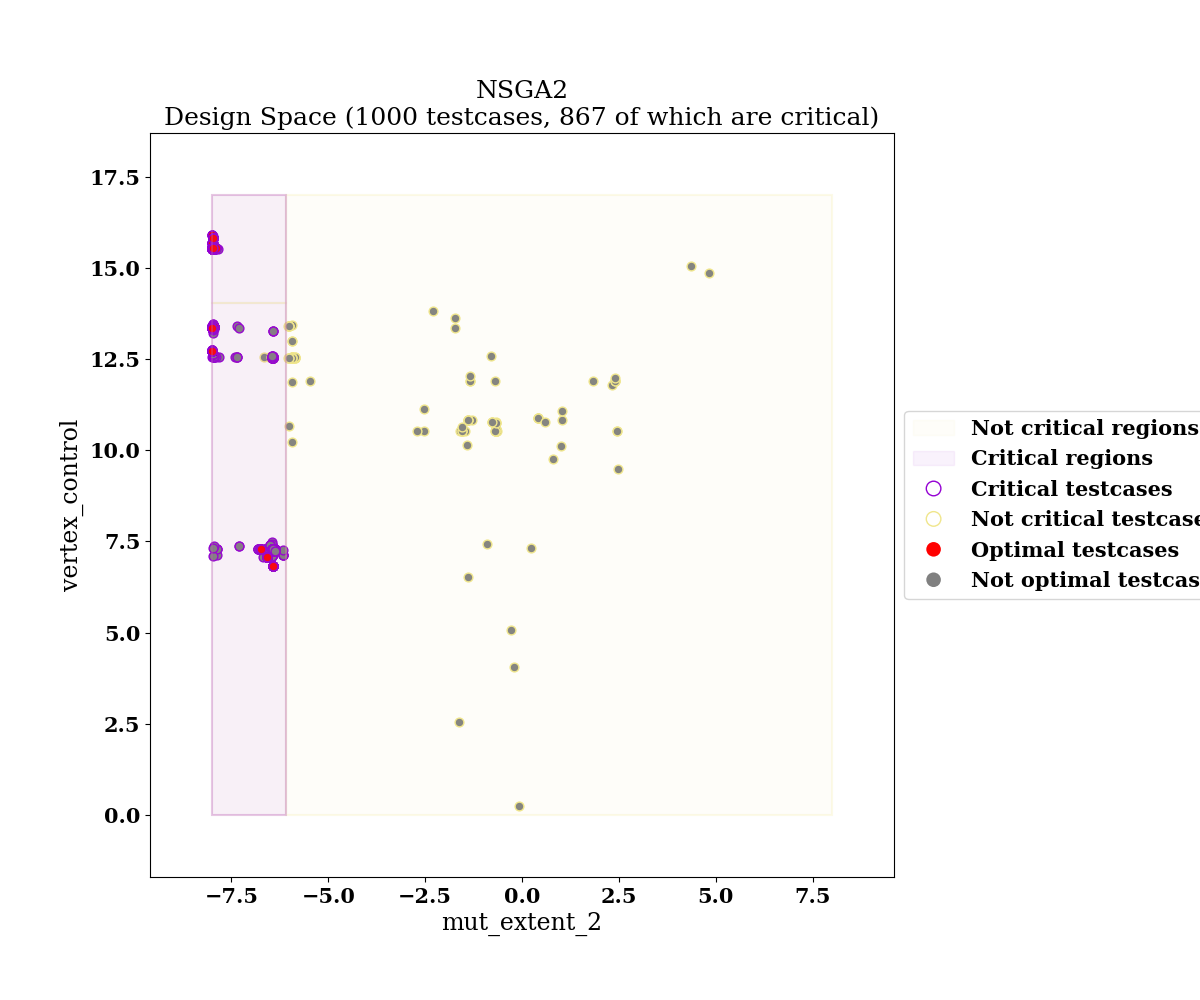 NSGA2
Design Space (1000 testcases, 867 of which are critical)
17.5
15.0
12.5
10.0
7.5
5.0
2.5
0.0
vertex_control
−7.5 −5.0 −2.5 0.0 2.5 5.0 7.5
mut_extent_2
Not critical regions
Critical regions
Critical testcases
Not critical testcase
Optimal testcases
Not optimal testcas